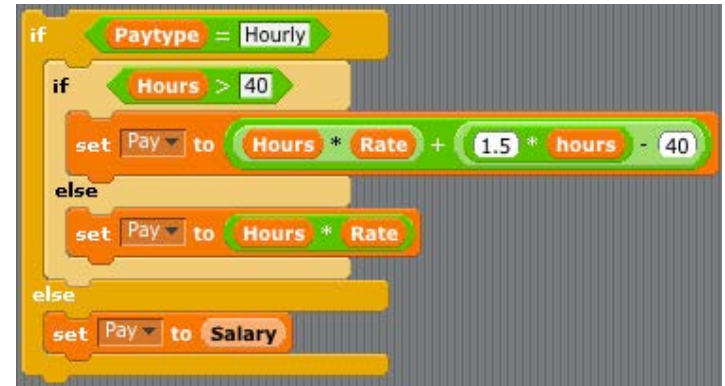 if Paytype = Hourly
if Hours > 40
set Pay to Hours * Rate + 1.5 * hours - 40
else
set Pay to Hours * Rate
else
set Pay to Salary